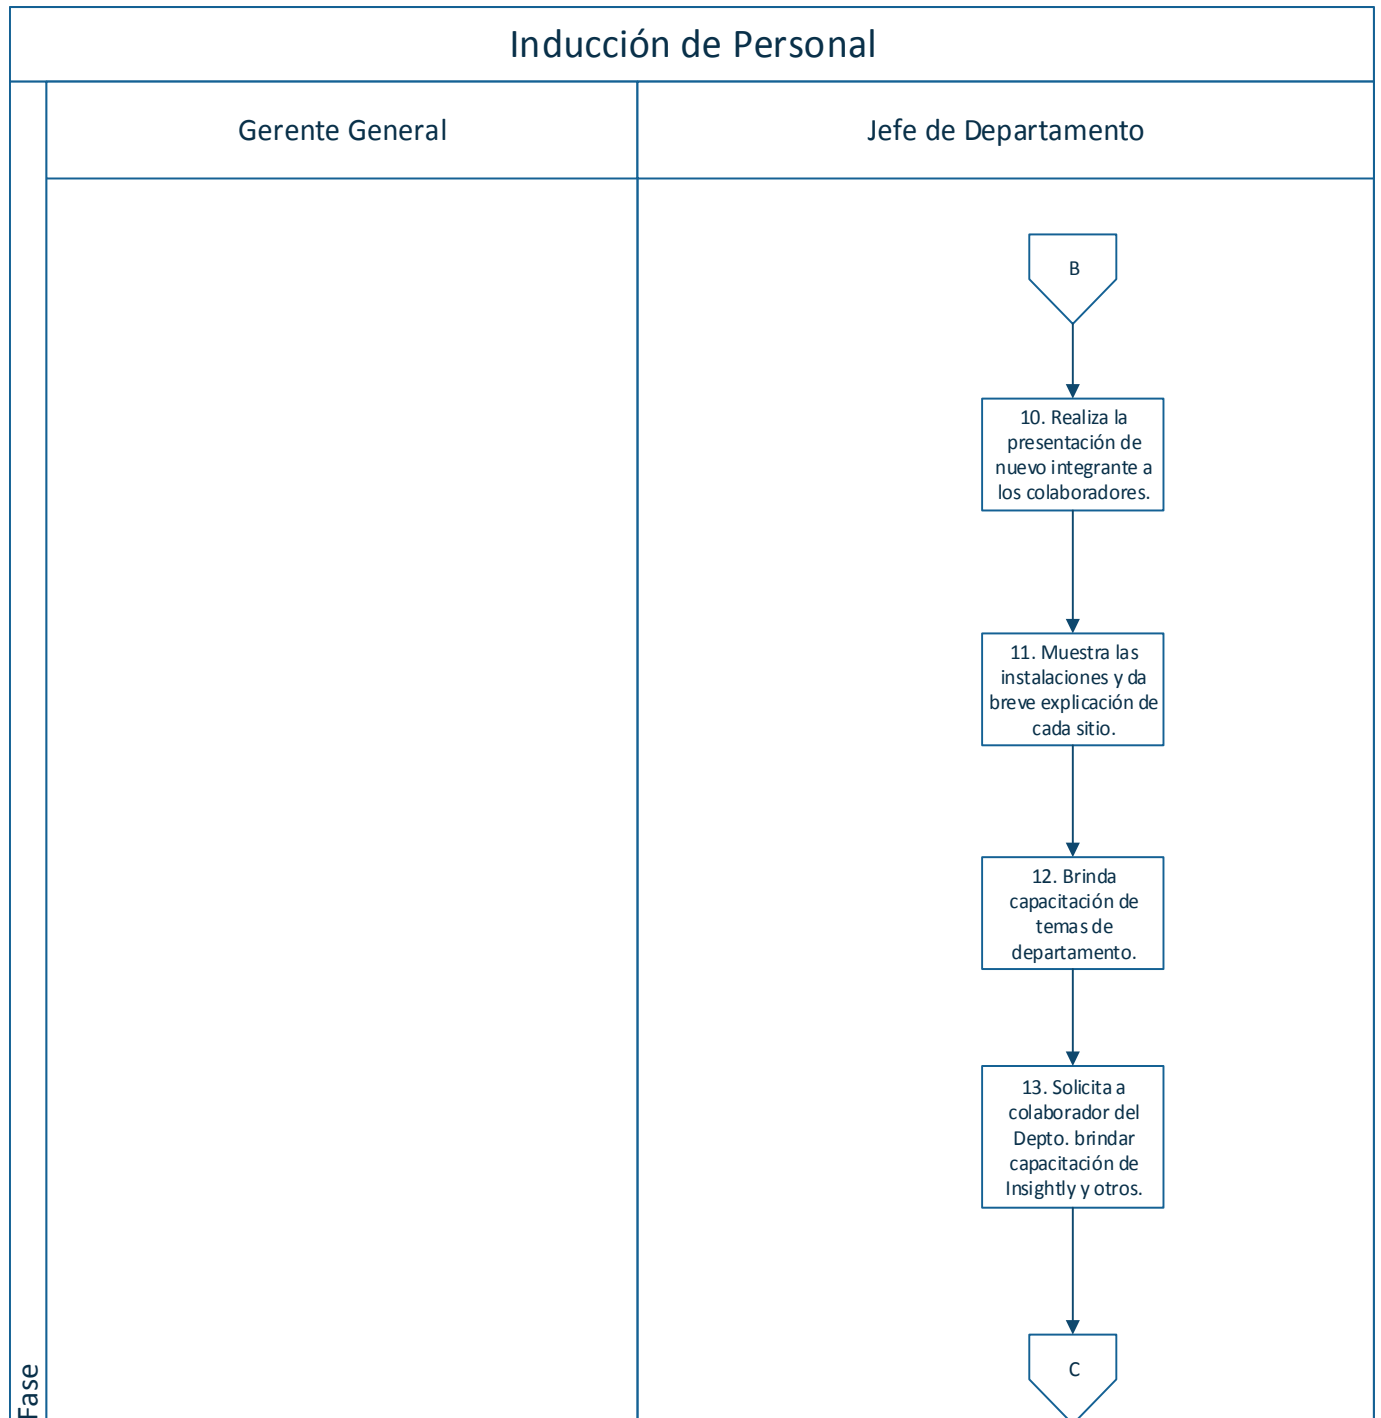 Inducción de Personal
Gerente General
Jefe de Departamento
B
10. Realiza la
presentación de
nuevo integrante a
los colaboradores.
11. Muestra las
instalaciones y da
breve explicación de
cada sitio.
12. Brinda
capacitación de
temas de
departamento.
13. Solicita a
colaborador del
Depto. brindar
capacitación de
Insightly y otros.
C
Fase